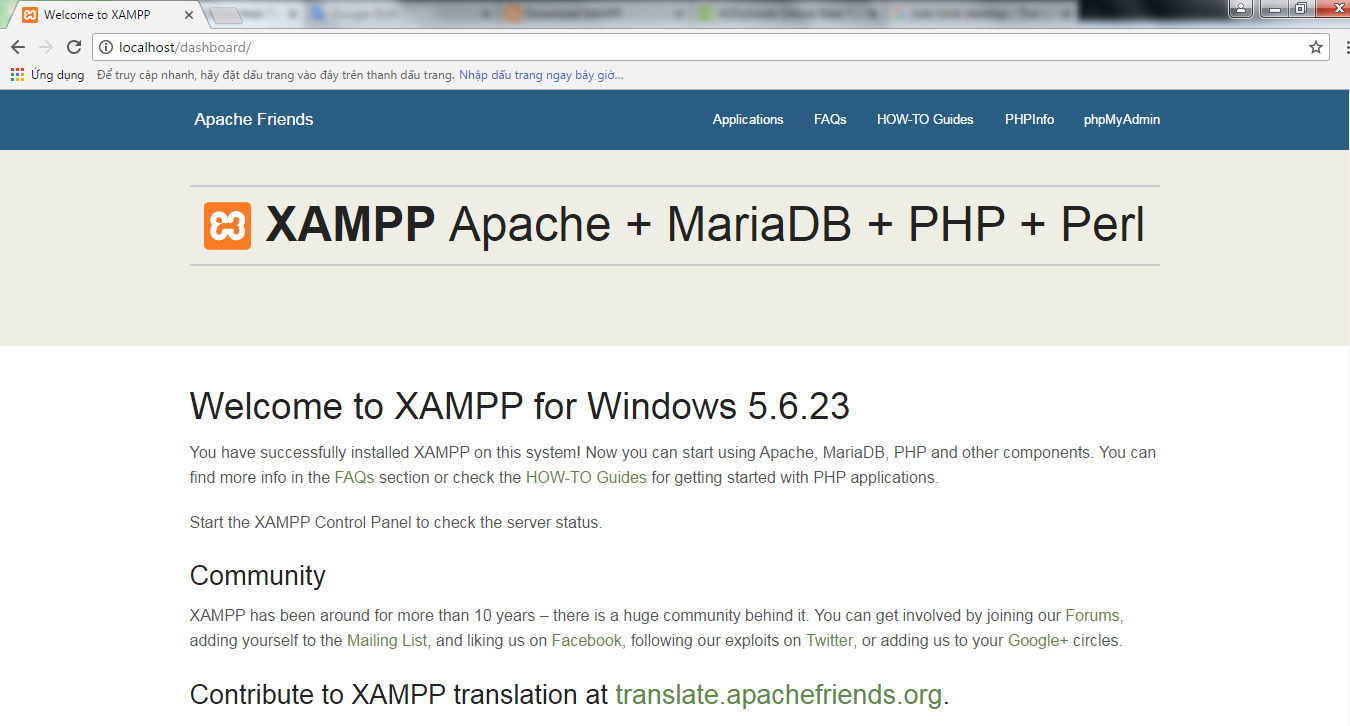 Welcome to XAMPP
localhost/dashboard/
Ứng dụng Để truy cập nhanh, hãy đặt dấu trang vào đây trên thanh dấu trang. Nhập dấu trang ngay bây giờ...
Apache Friends Applications FAQs HOW-TO Guides PHPInfo phpMyAdmin
XAMPP Apache + MariaDB + PHP + Perl
Welcome to XAMPP for Windows 5.6.23
You have successfully installed XAMPP on this system! Now you can start using Apache, MariaDB, PHP and other components. You can
find more info in the FAQs section or check the HOW-TO Guides for getting started with PHP applications.
Start the XAMPP Control Panel to check the server status.
Community
XAMPP has been around for more than 10 years – there is a huge community behind it. You can get involved by joining our Forums,
adding yourself to the Mailing List, and liking us on Facebook, following our exploits on Twitter, or adding us to your Google+ circles.
Contribute to XAMPP translation at translate.apachefriends.org.